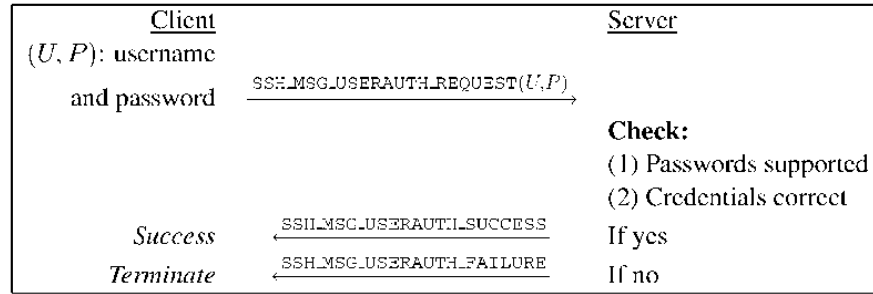 Client Server
(U, P): username
and password SSH_MSG_USERAUTH_REQUEST(U,P)
Check:
(1) Passwords supported
(2) Credentials correct
Success SSH_MSG_USERAUTH_SUCCESS If yes
Terminate SSH_MSG_USERAUTH_FAILURE If no